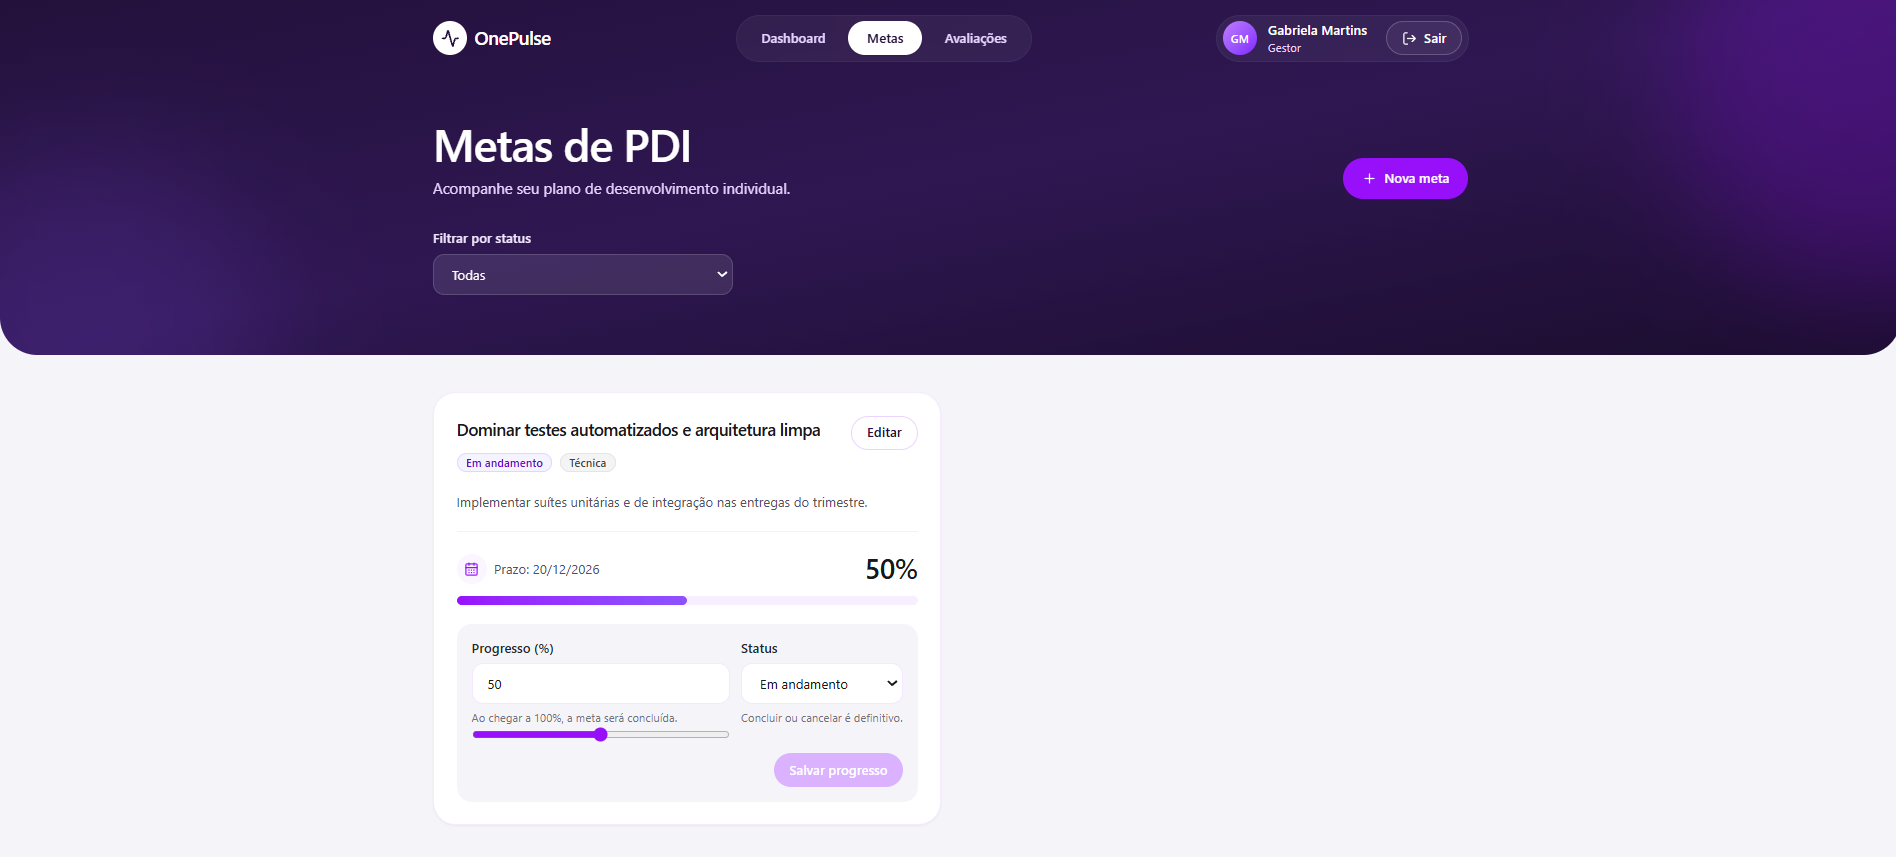 OnePulse
Dashboard
Metas
Avaliações
GM
Gabriela Martins
Gestor
Sair
Metas de PDI
Acompanhe seu plano de desenvolvimento individual.
+ Nova meta
Filtrar por status
Todas
Dominar testes automatizados e arquitetura limpa
Editar
Em andamento
Técnica
Implementar suítes unitárias e de integração nas entregas do trimestre.
Prazo: 20/12/2026
50%
Progresso (%)
Status
50
Em andamento
Ao chegar a 100%, a meta será concluída.
Concluir ou cancelar é definitivo.
Salvar progresso